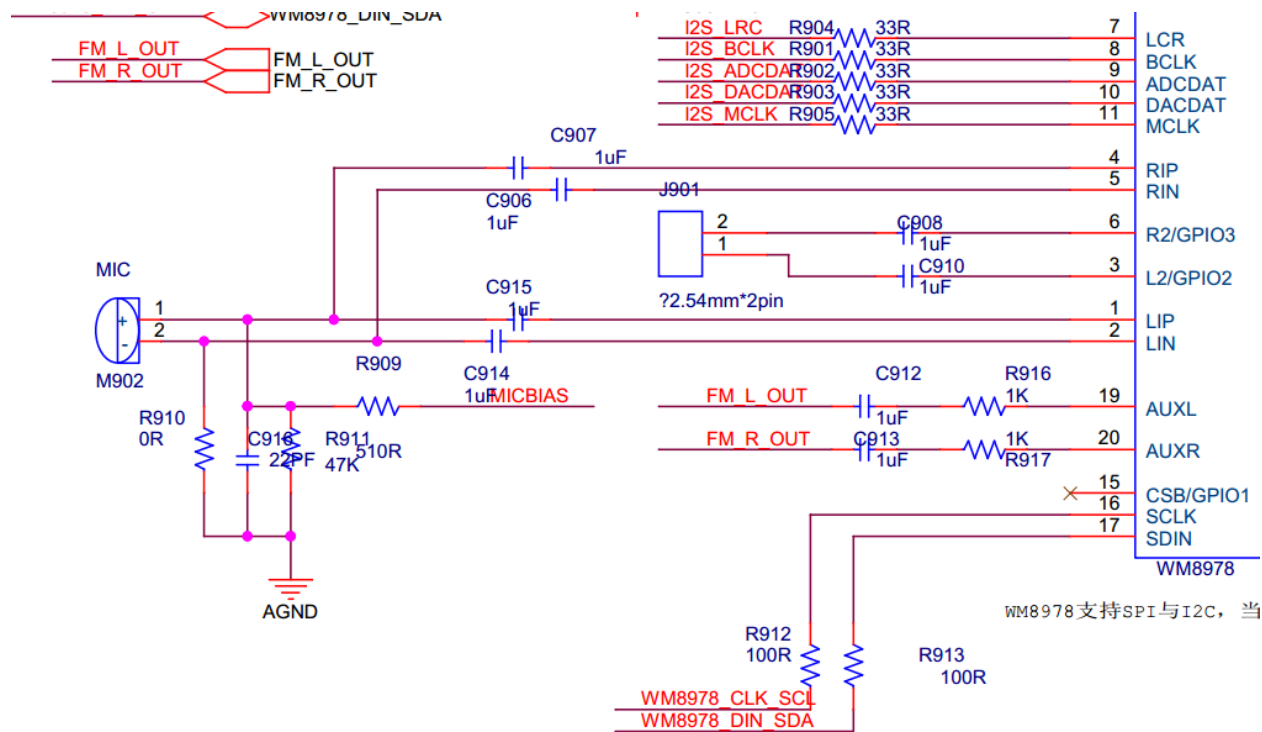 WM8978_DIN_SDA
FM_L_OUT
FM_L_OUT
FM_R_OUT
FM_R_OUT
I2S_LRC R904 33R 7 LCR
I2S_BCLK R901 33R 8 BCLK
I2S_ADCDAT R902 33R 9 ADCDAT
I2S_DACDAT R903 33R 10 DACDAT
I2S_MCLK R905 33R 11 MCLK
C907
1uF
4 RIP
5 RIN
C906
1uF
J901
2
1
C908
1uF
6 R2/GPIO3
C910
1uF
3 L2/GPIO2
?2.54mm*2pin
MIC
+
-
1
2
M902
C915
1uF
1 LIP
2 LIN
C914
1uF
R909
510R
MICBIAS
R910
0R
C916
22PF
R911
47K
AGND
FM_L_OUT
C912
1uF
R916
1K
19 AUXL
FM_R_OUT
C913
1uF
1K
R917
20 AUXR
15 CSB/GPIO1
16 SCLK
17 SDIN
WM8978
WM8978支持SPI与I2C，当
R912
100R
R913
100R
WM8978_CLK_SCL
WM8978_DIN_SDA